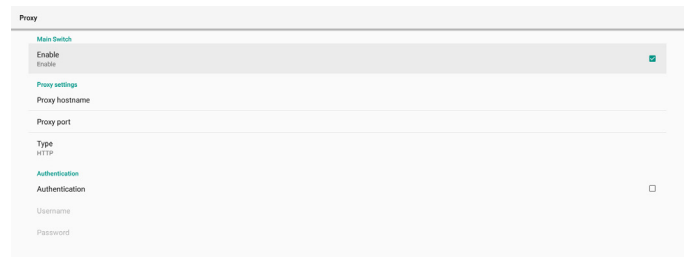 Proxy
Main Switch
Enable
Enable
Proxy settings
Proxy hostname
Proxy port
Type
HTTP
Authentication
Authentication
Username
Password